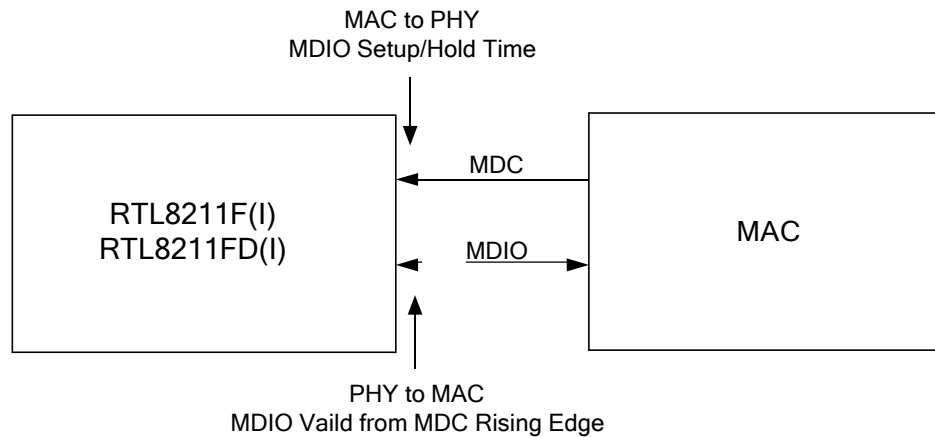 MAC to PHY
MDIO Setup/Hold Time
MDC
RTL8211F(I)
RTL8211FD(I)
MAC
MDIO
PHY to MAC
MDIO Vaild from MDC Rising Edge